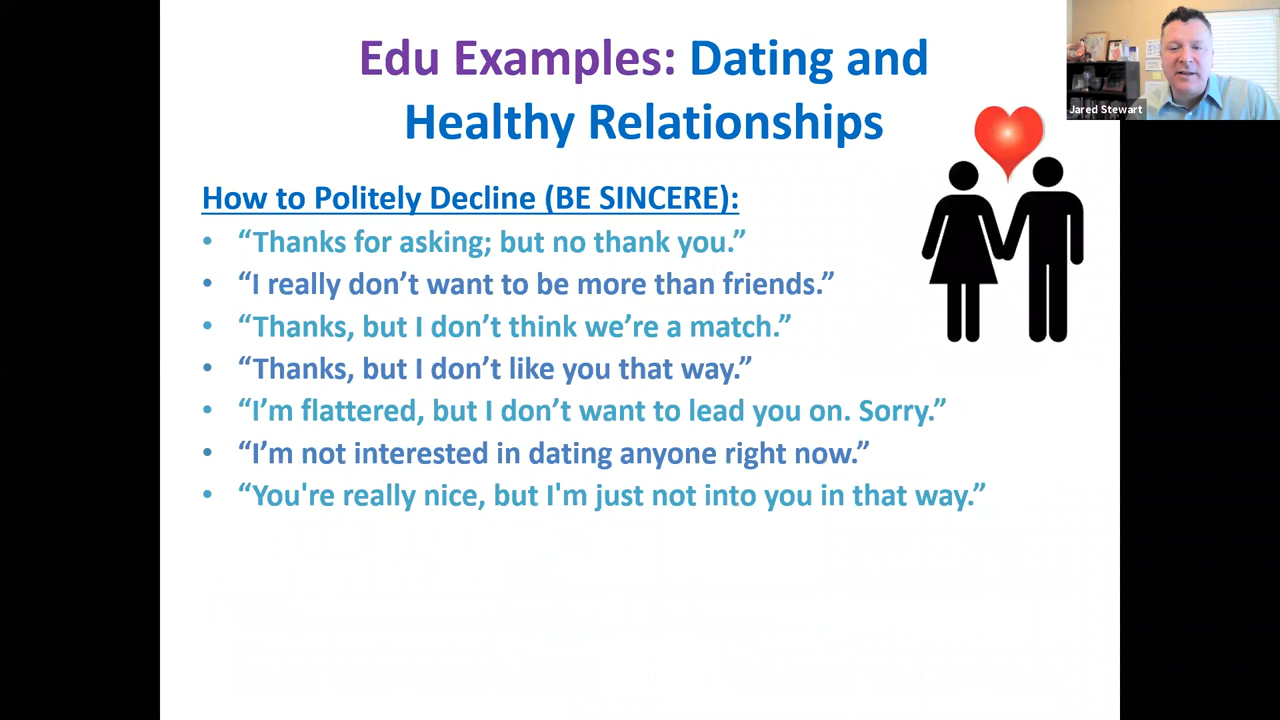 Edu Examples: Dating and
Healthy Relationships
Jared Stewart
How to Politely Decline (BE SINCERE):
• “Thanks for asking; but no thank you.”
• “I really don’t want to be more than friends.”
• “Thanks, but I don’t think we’re a match.”
• “Thanks, but I don’t like you that way.”
• “I’m flattered, but I don’t want to lead you on. Sorry.”
• “I’m not interested in dating anyone right now.”
• “You're really nice, but I'm just not into you in that way.”